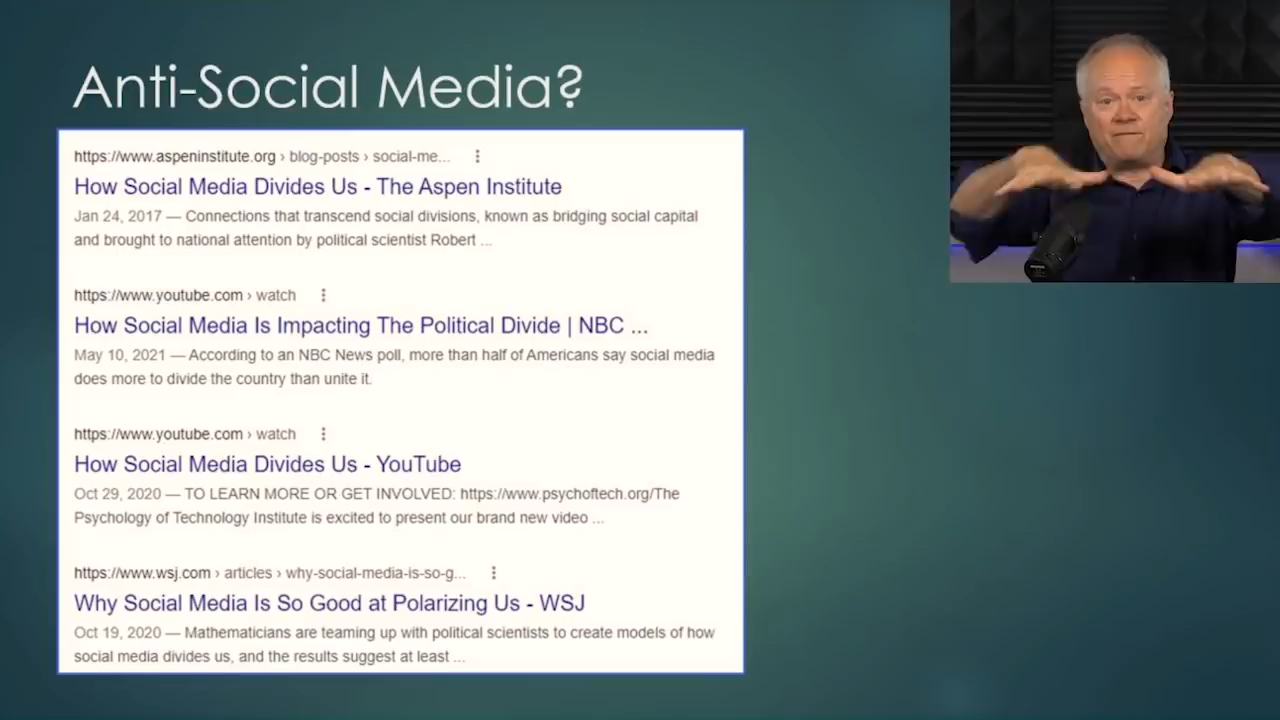 Anti-Social Media?
https://www.aspeninstitute.org › blog-posts › social-me...
How Social Media Divides Us - The Aspen Institute
Jan 24, 2017 — Connections that transcend social divisions, known as bridging social capital
and brought to national attention by political scientist Robert ...
https://www.youtube.com › watch
How Social Media Is Impacting The Political Divide | NBC ...
May 10, 2021 — According to an NBC News poll, more than half of Americans say social media
does more to divide the country than unite it.
https://www.youtube.com › watch
How Social Media Divides Us - YouTube
Oct 29, 2020 — TO LEARN MORE OR GET INVOLVED: https://www.psychoftech.org/The
Psychology of Technology Institute is excited to present our brand new video ...
https://www.wsj.com › articles › why-social-media-is-so-g...
Why Social Media Is So Good at Polarizing Us - WSJ
Oct 19, 2020 — Mathematicians are teaming up with political scientists to create models of how
social media divides us, and the results suggest at least ...